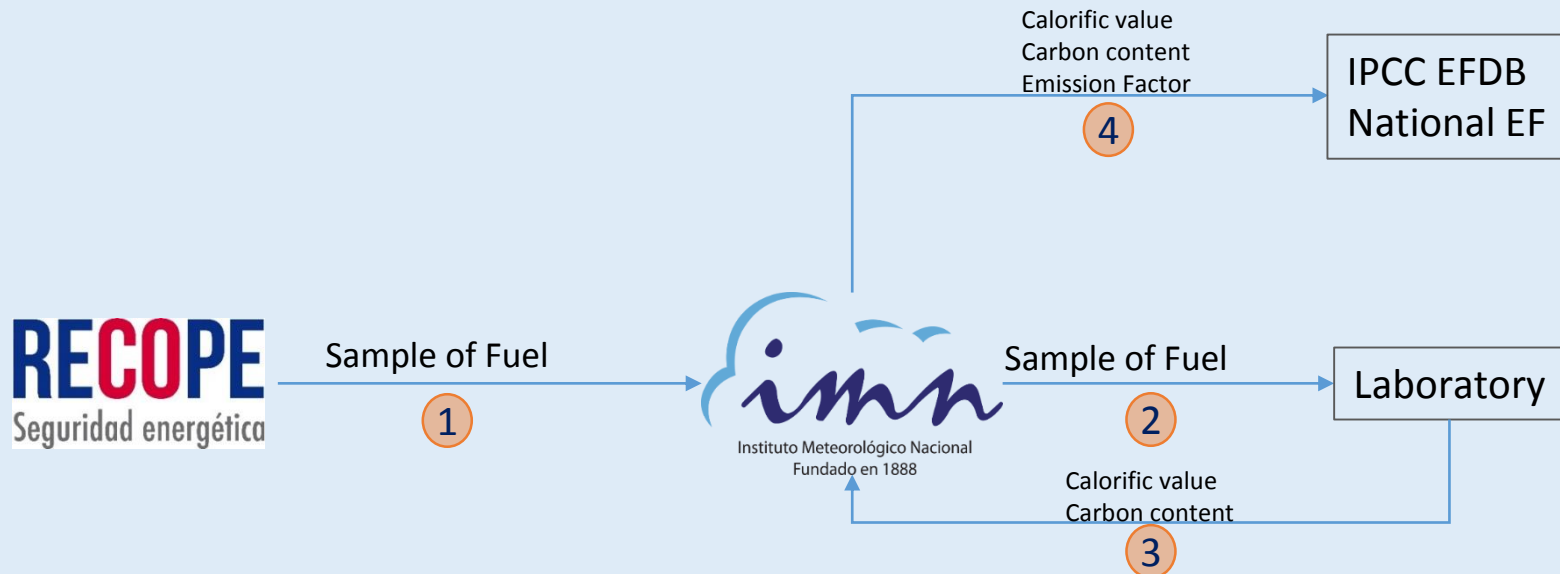 Calorific value
Carbon content
Emission Factor
4
IPCC EFDB
National EF
RECOPE
Seguridad energética
Sample of Fuel
1
imn
Instituto Meteorológico Nacional
Fundado en 1888
Sample of Fuel
2
Laboratory
Calorific value
Carbon content
3